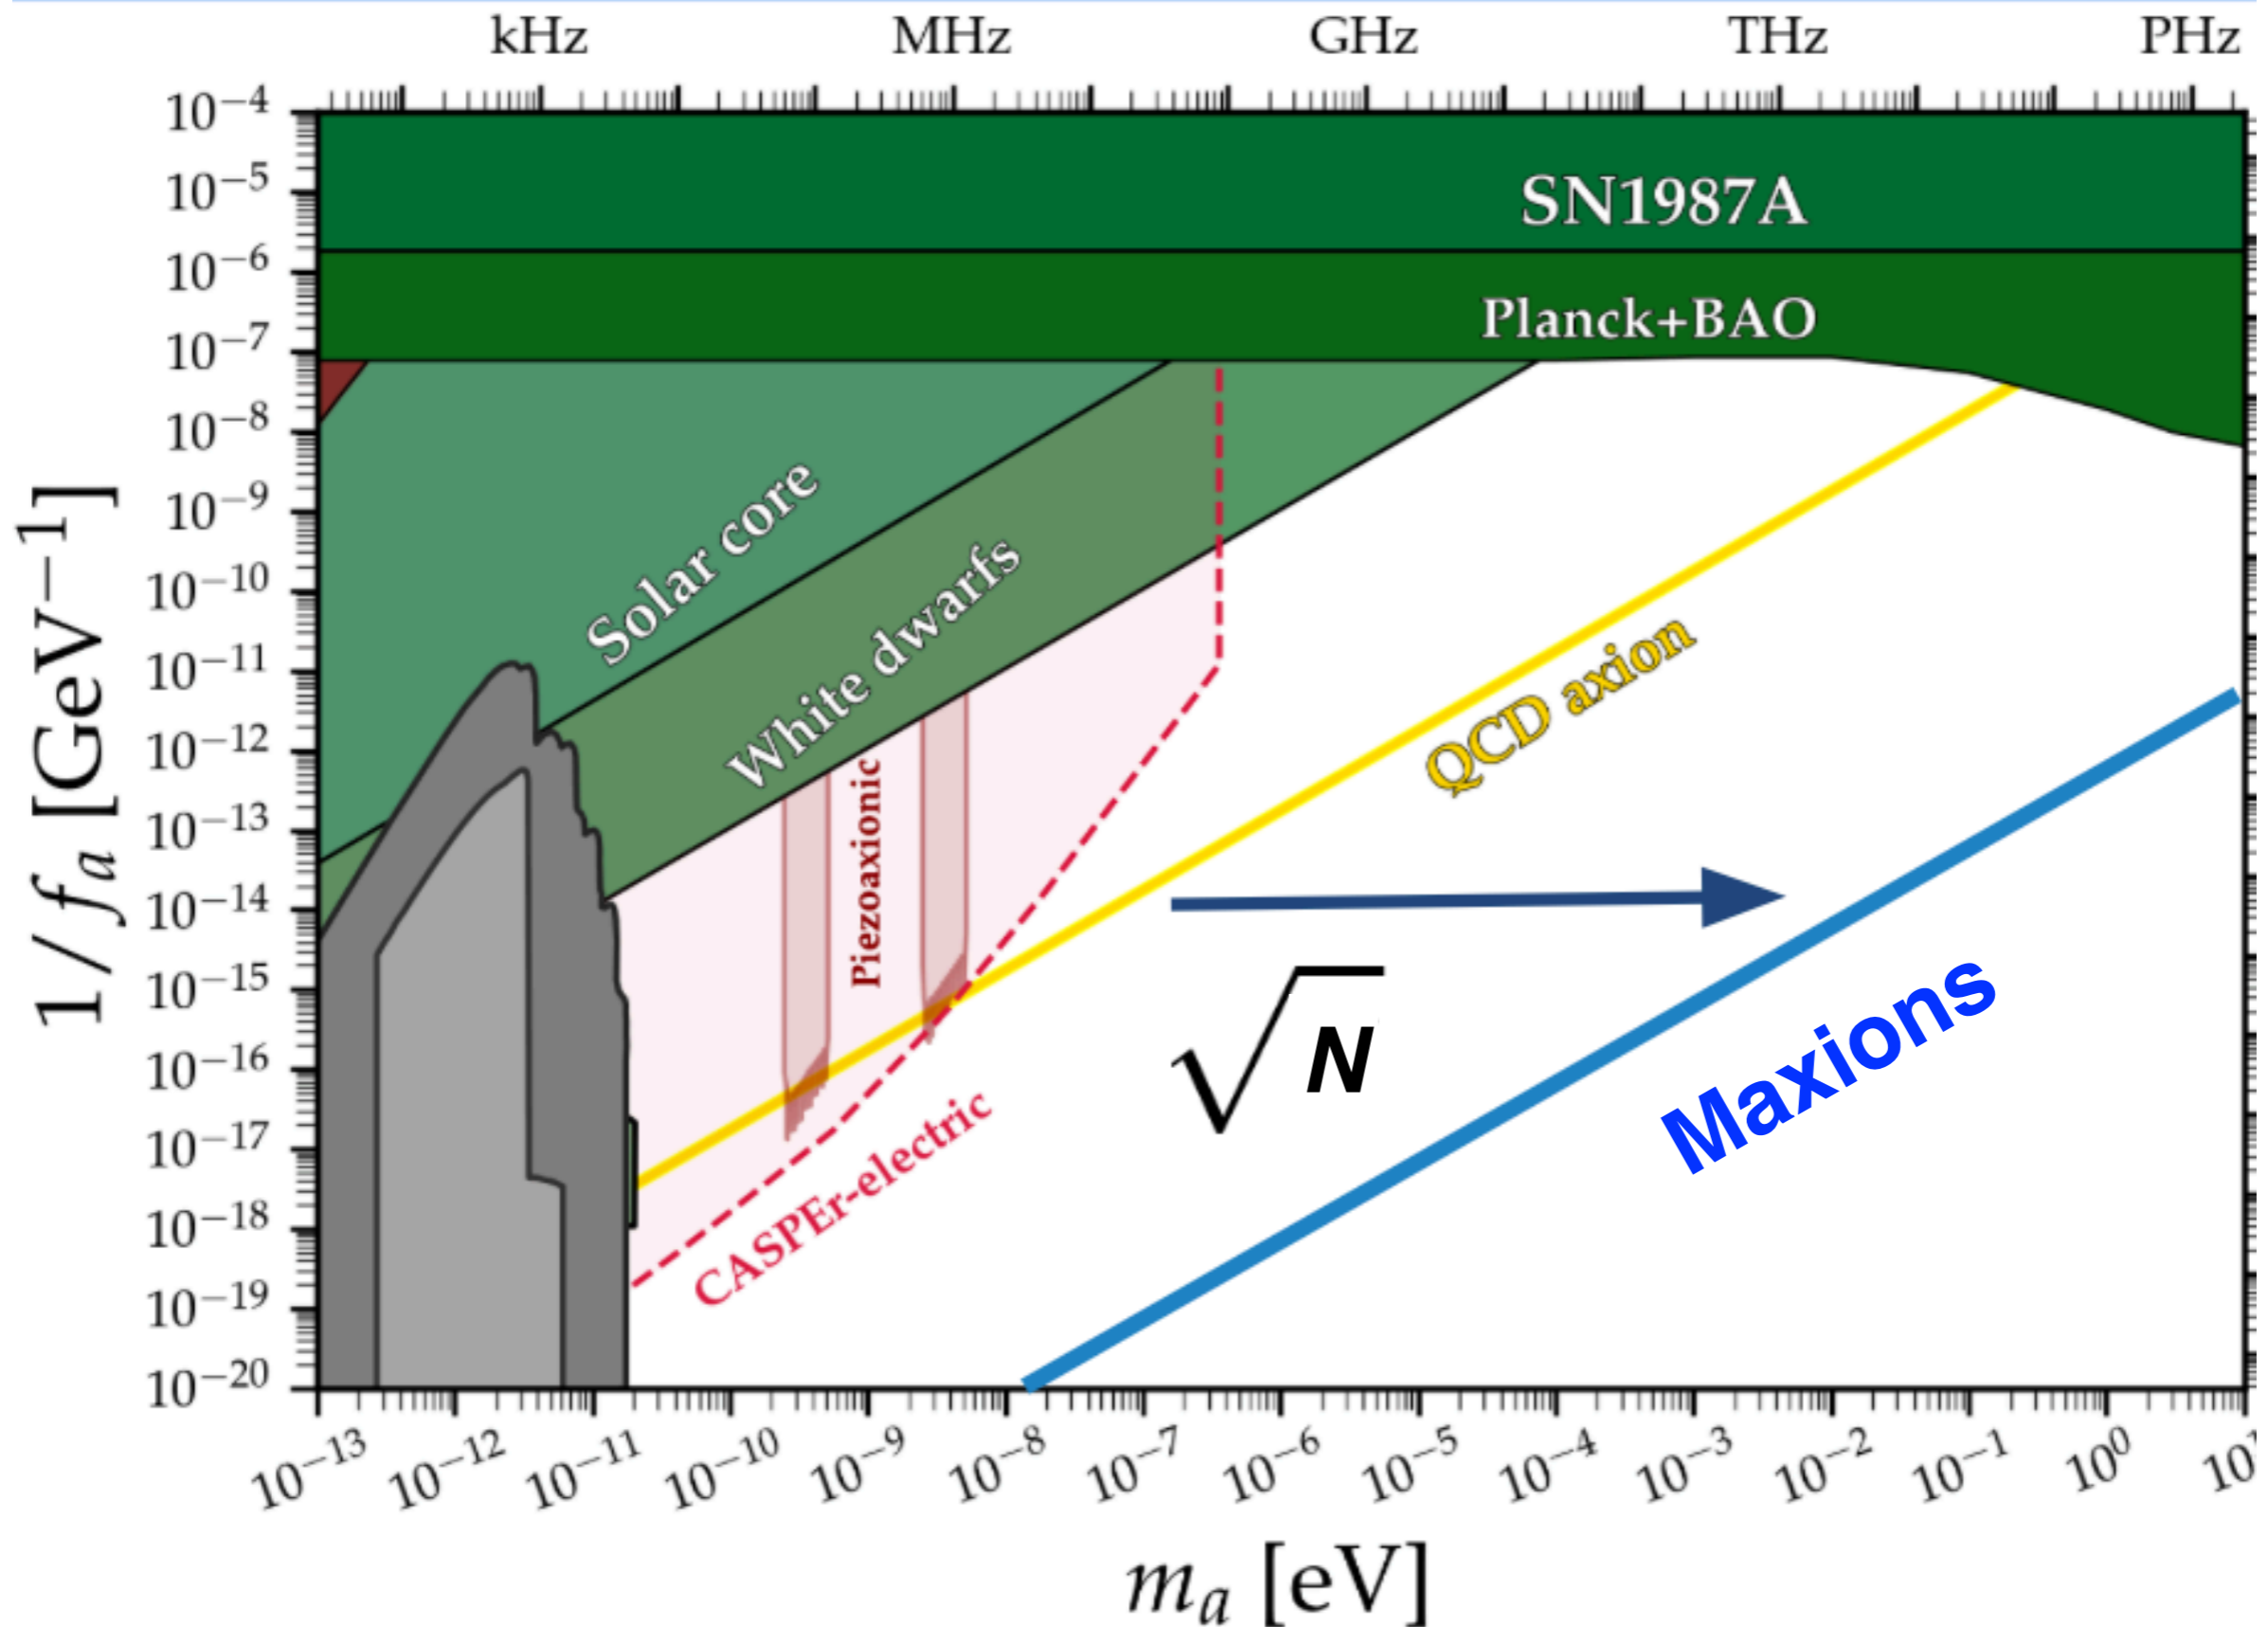 kHz MHz GHz THz PHz
10⁻⁴
10⁻⁵
10⁻⁶
10⁻⁷
10⁻⁸
10⁻⁹
10⁻¹⁰
10⁻¹¹
10⁻¹²
10⁻¹³
10⁻¹⁴
10⁻¹⁵
10⁻¹⁶
10⁻¹⁷
10⁻¹⁸
10⁻¹⁹
10⁻²⁰
1/fₐ [GeV⁻¹]
SN1987A
Planck+BAO
Solar core
White dwarfs
Piezoaxionic
QCD axion
√N
Maxions
CASPEr-electric
10⁻¹³ 10⁻¹² 10⁻¹¹ 10⁻¹⁰ 10⁻⁹ 10⁻⁸ 10⁻⁷ 10⁻⁶ 10⁻⁵ 10⁻⁴ 10⁻³ 10⁻² 10⁻¹ 10⁰ 10¹
mₐ [eV]